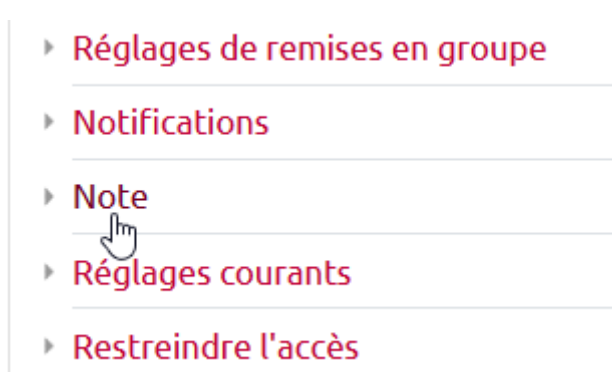 Réglages de remises en groupe
Notifications
Note
Réglages courants
Restreindre l'accès